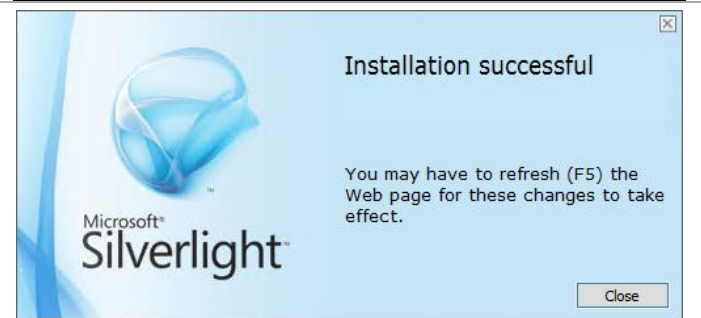 Installation successful
You may have to refresh (F5) the
Web page for these changes to take
effect.
Microsoft®
Silverlight™
Close